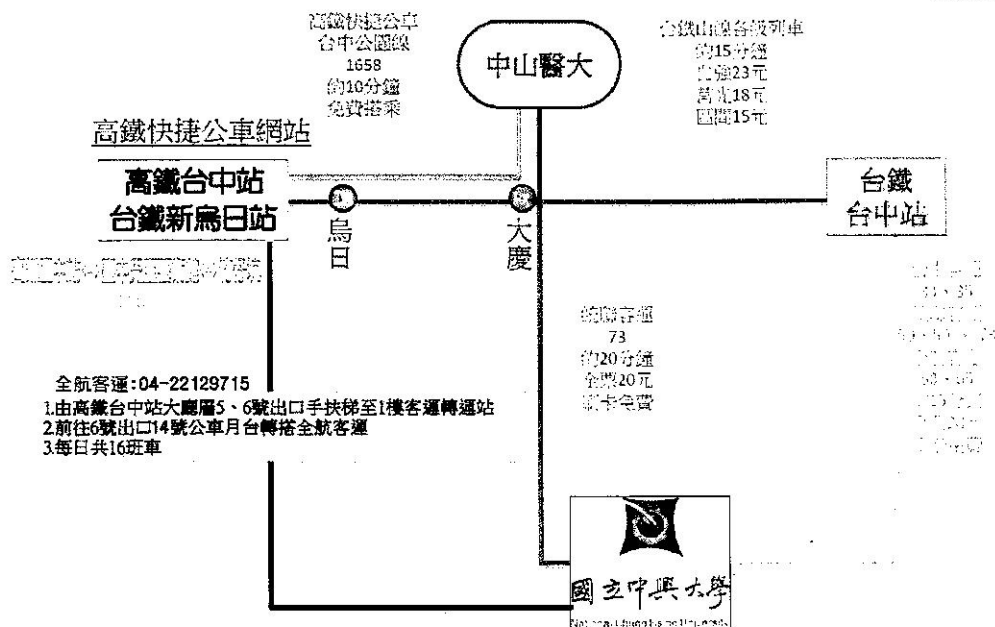 高鐵快捷公車
台中公園線
1658
約10分鐘
免費搭乘
中山醫大
台鐵山線各級列車
約15分鐘
自強23元
莒光18元
區間15元
高鐵快捷公車網站
高鐵台中站
台鐵新烏日站
烏日
大慶
台鐵
台中站
統聯客運
73
約20分鐘
全票20元
刷卡免費
全航客運:04-22129715
1.由高鐵台中站大廳層5、6號出口手扶梯至1樓客運轉運站
2.前往6號出口14號公車月台轉搭全航客運
3.每日共16班車
國立中興大學